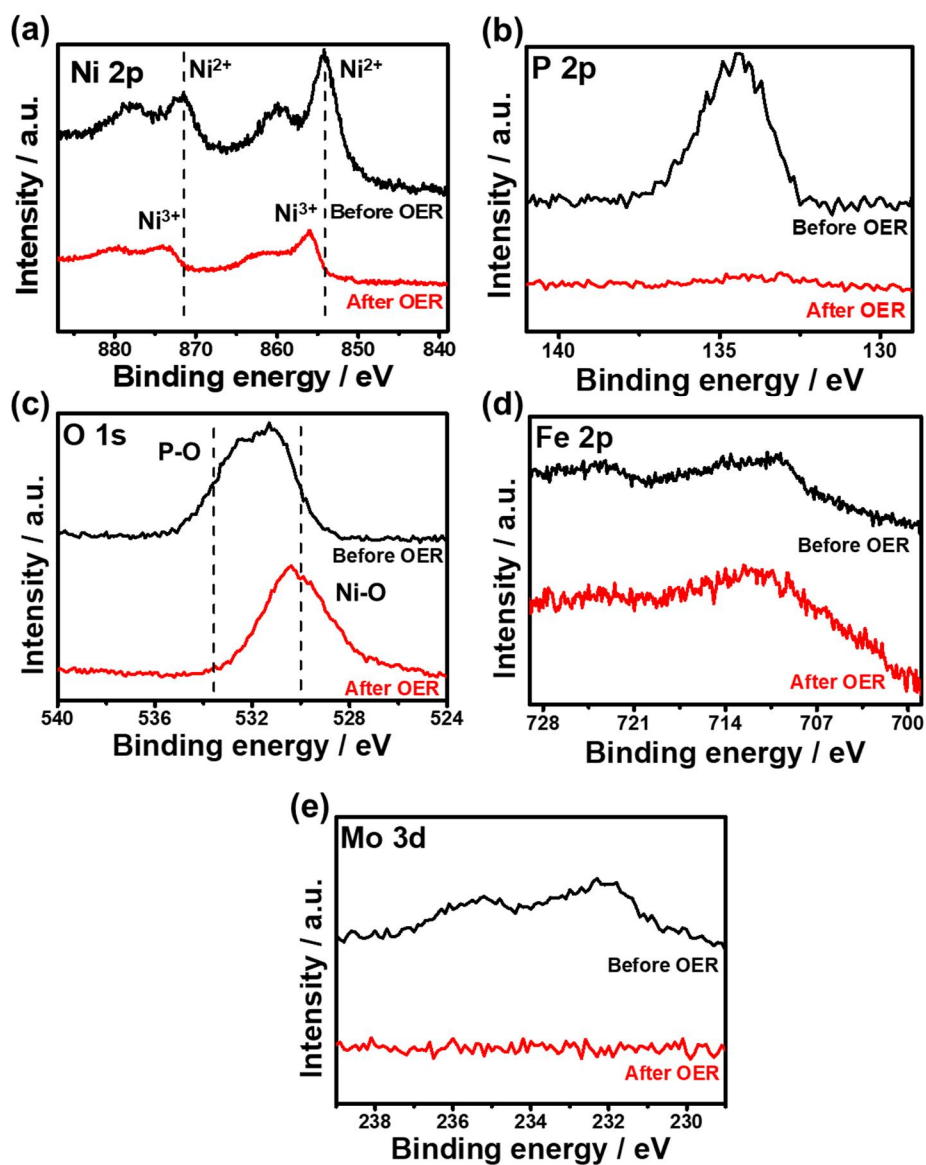 (a)
Ni 2p
Ni²⁺
Ni²⁺
Ni³⁺
Ni³⁺
Before OER
After OER
Intensity / a.u.
880 870 860 850 840
Binding energy / eV
(b)
P 2p
Before OER
After OER
Intensity / a.u.
140 135 130
Binding energy / eV
(c)
O 1s
P-O
Before OER
Ni-O
After OER
Intensity / a.u.
540 536 532 528 524
Binding energy / eV
(d)
Fe 2p
Before OER
After OER
Intensity / a.u.
728 721 714 707 700
Binding energy / eV
(e)
Mo 3d
Before OER
After OER
Intensity / a.u.
238 236 234 232 230
Binding energy / eV